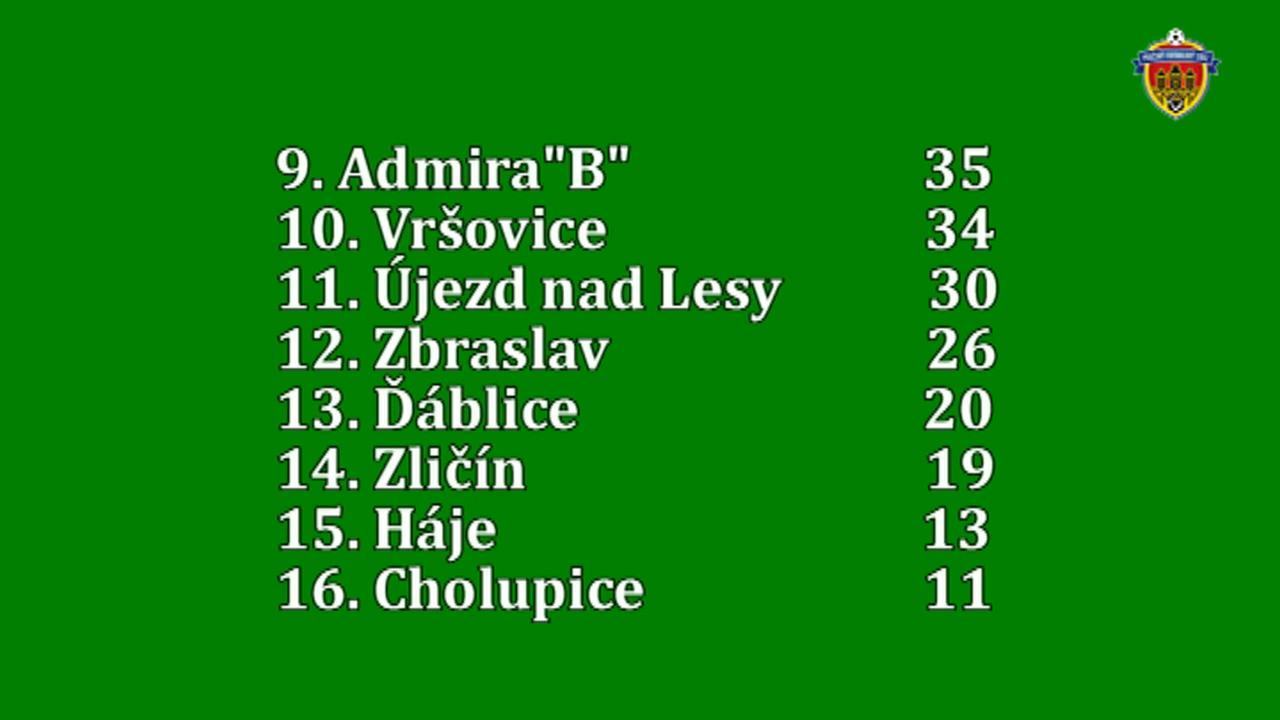 9. Admira"B" 35
10. Vršovice 34
11. Újezd nad Lesy 30
12. Zbraslav 26
13. Ďáblice 20
14. Zličín 19
15. Háje 13
16. Cholupice 11